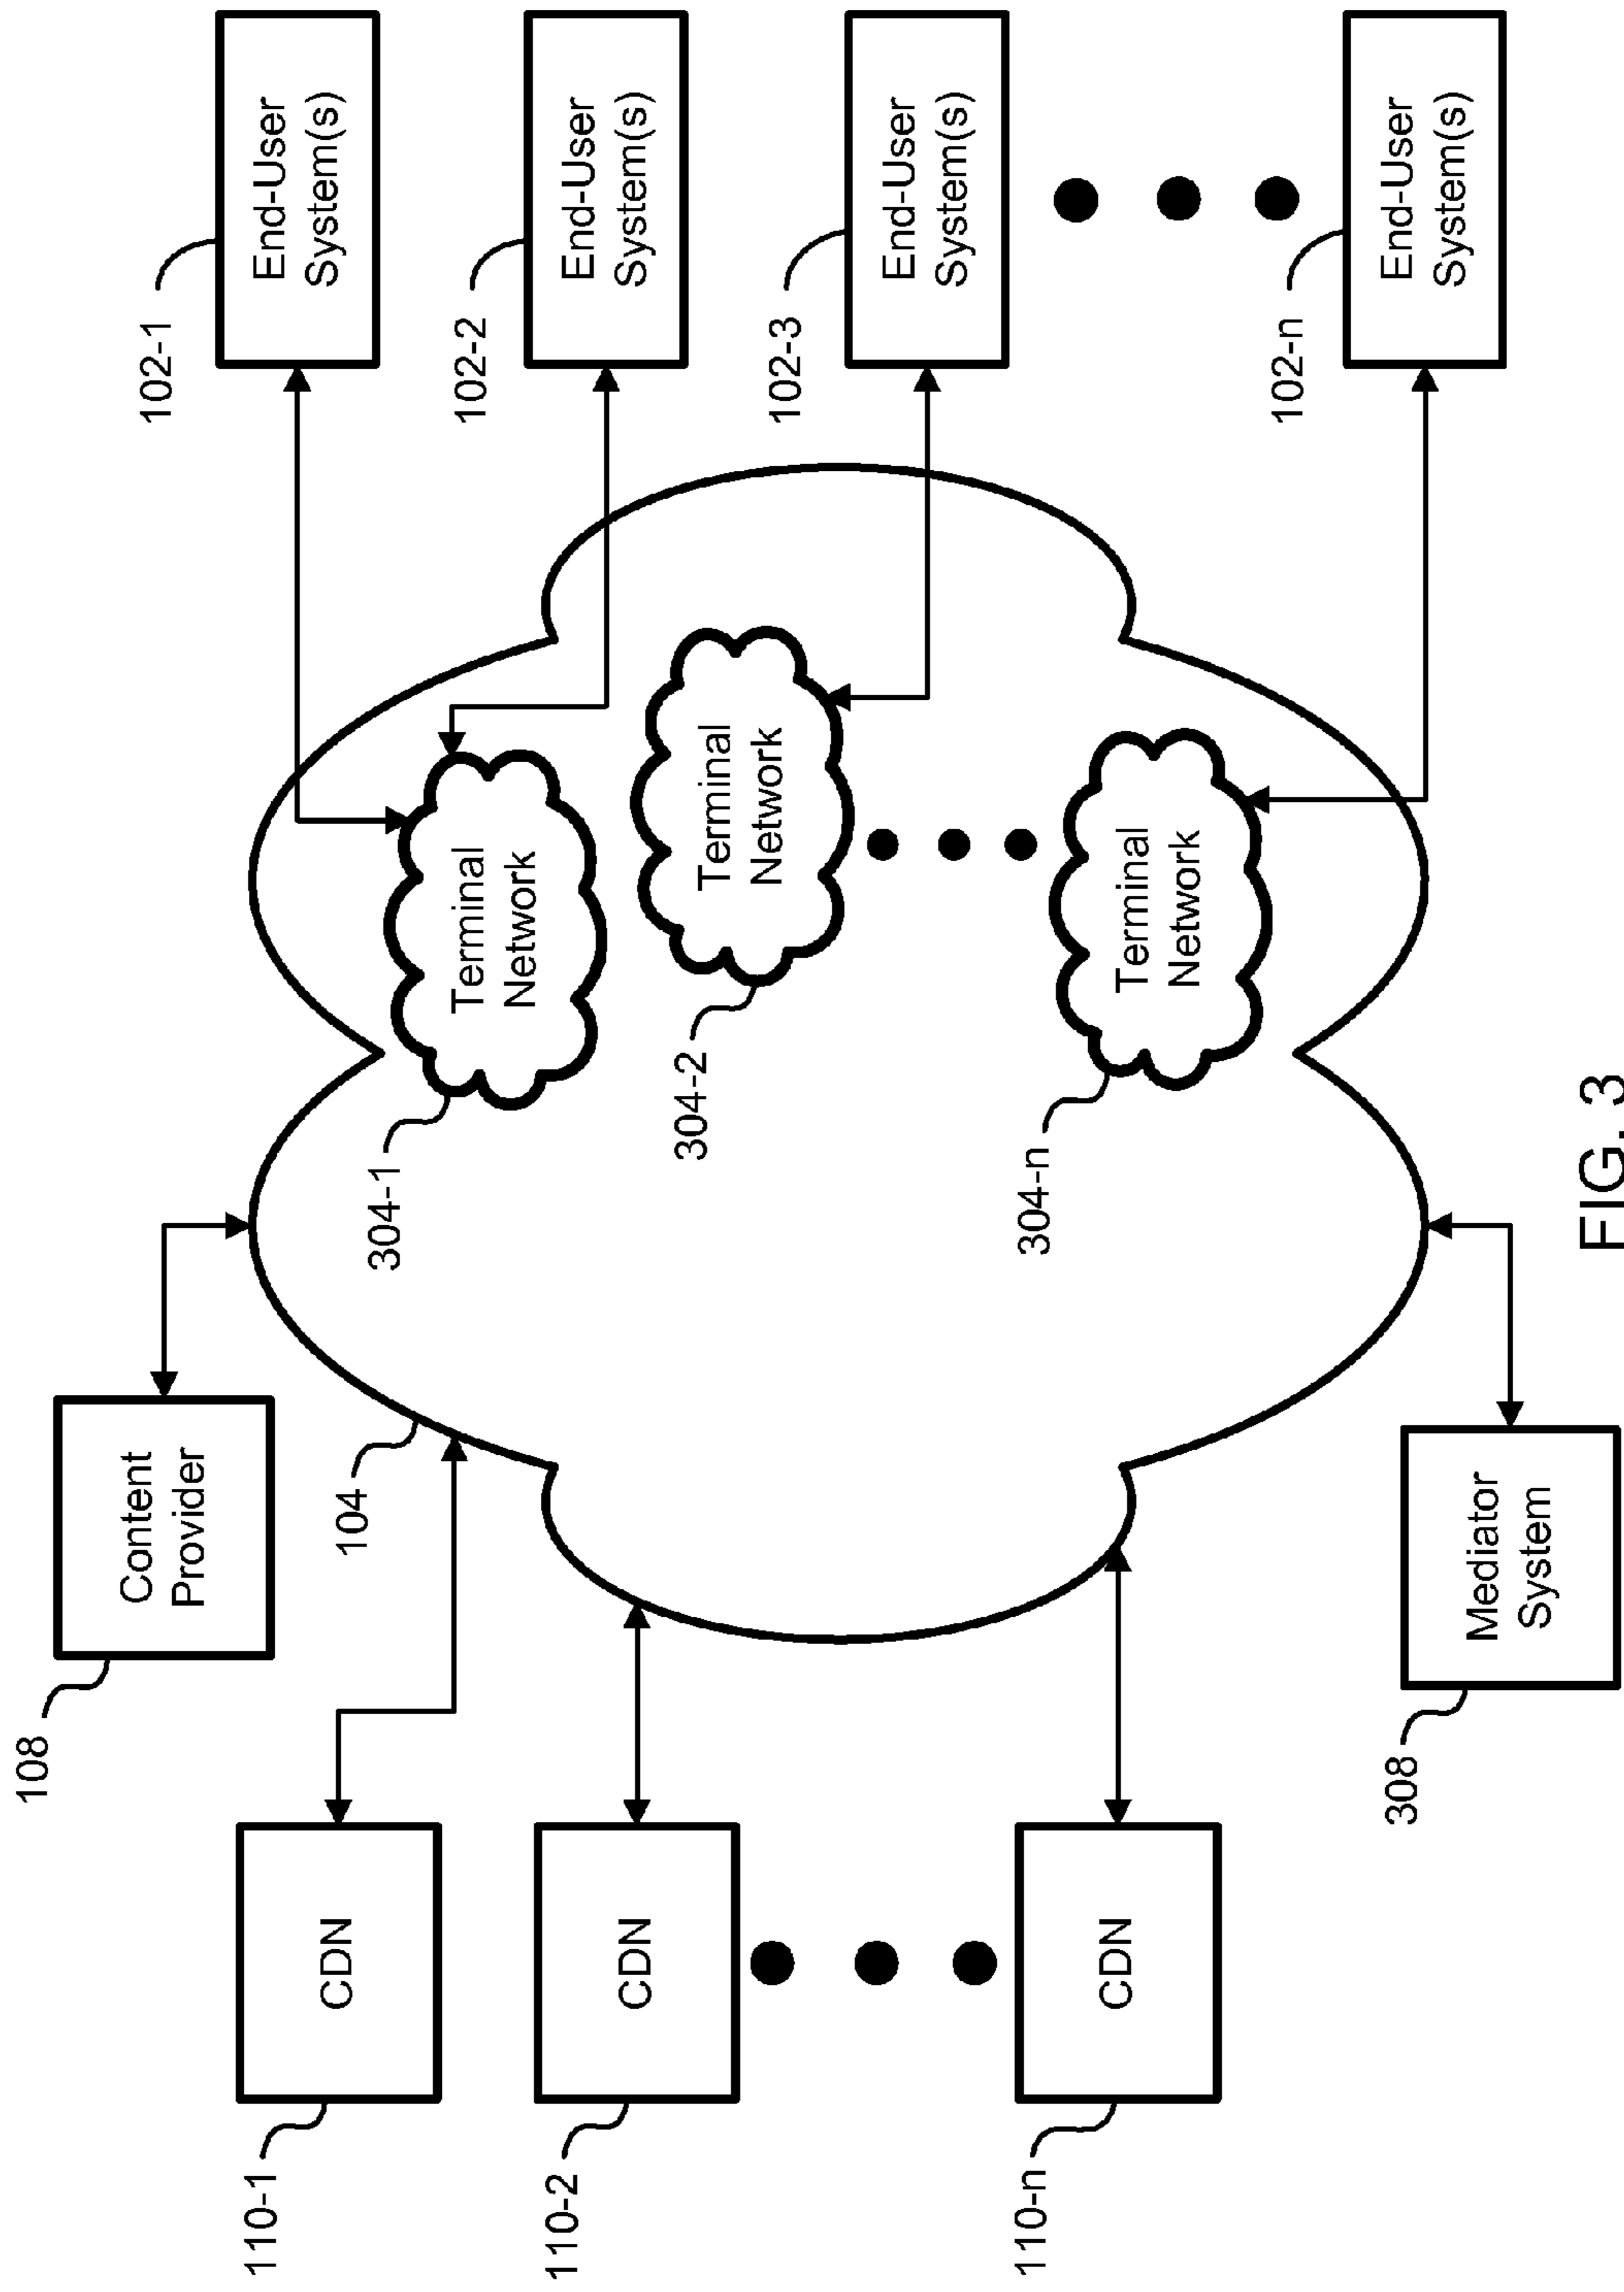 108
Content
Provider
102-1
End-User
System(s)
110-1
CDN
104
304-1
Terminal
Network
102-2
End-User
System(s)
110-2
CDN
304-2
Terminal
Network
102-3
End-User
System(s)
110-n
CDN
304-n
Terminal
Network
102-n
End-User
System(s)
308
Mediator
System
FIG. 3